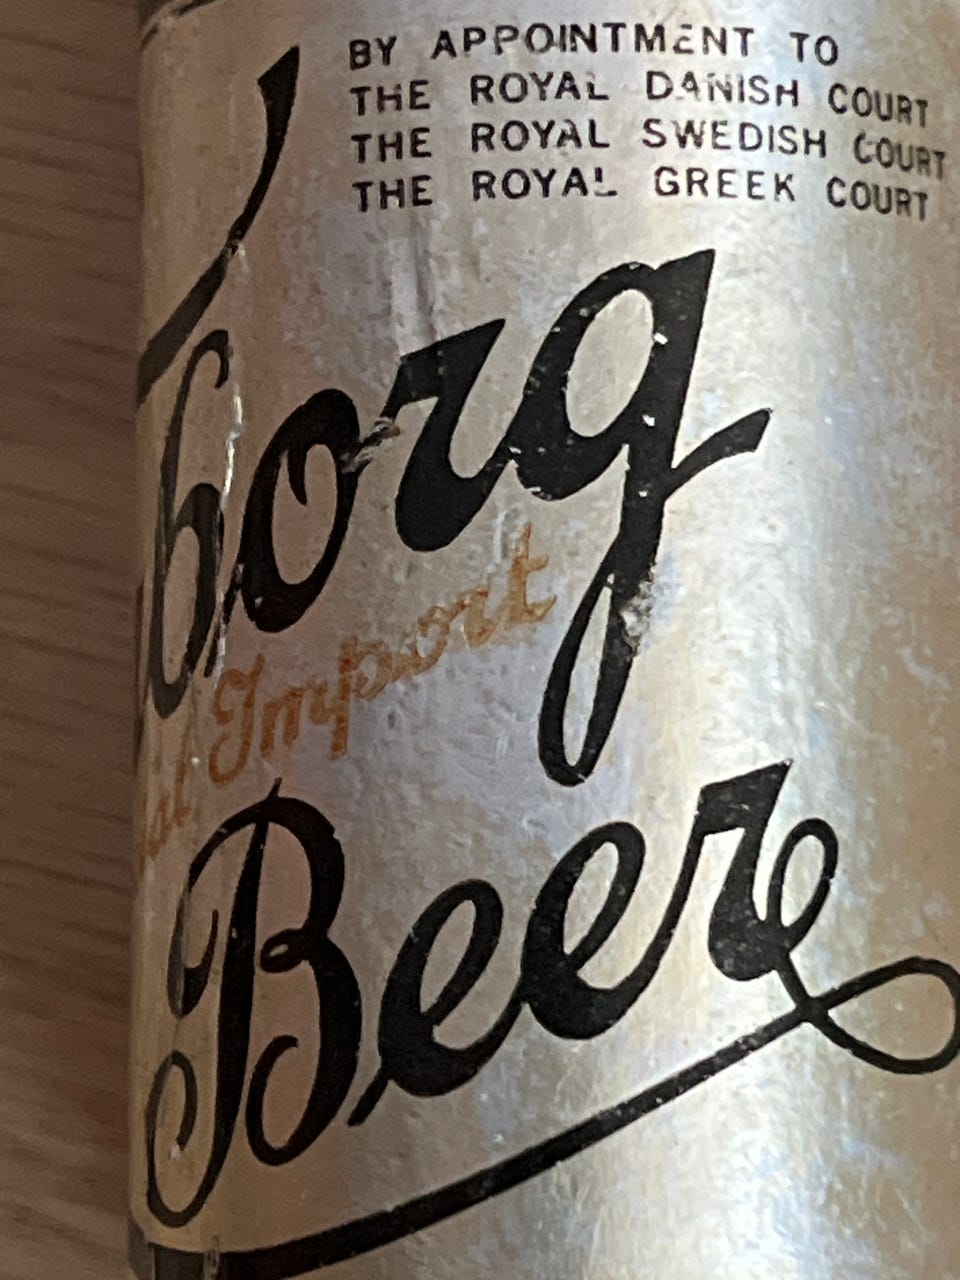 BY APPOINTMENT TO
THE ROYAL DANISH COURT
THE ROYAL SWEDISH COURT
THE ROYAL GREEK COURT
borg
Import
Beer